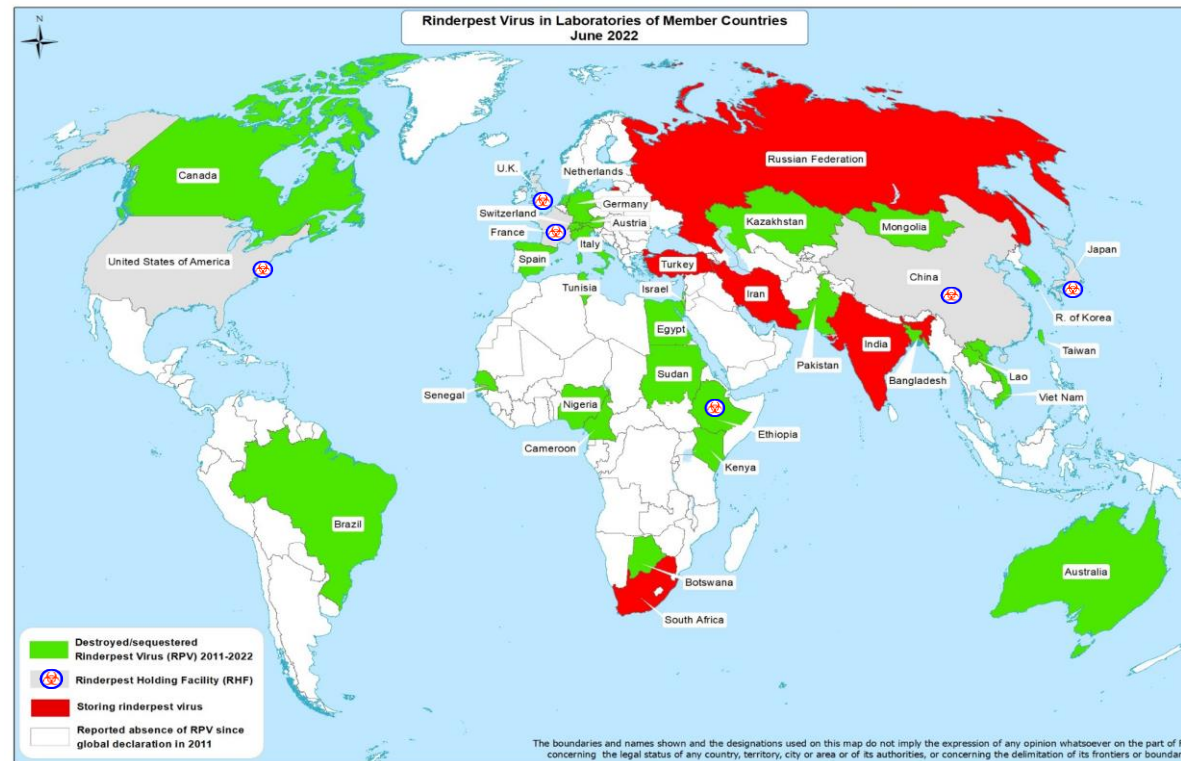 N
Rinderpest Virus in Laboratories of Member Countries
June 2022
Canada
United States of America
U.K.
Netherlands
Germany
Switzerland
Austria
France
Italy
Spain
Tunisia
Israel
Turkey
Russian Federation
Kazakhstan
Mongolia
Japan
China
Iran
R. of Korea
Egypt
India
Taiwan
Pakistan
Bangladesh
Lao
Viet Nam
Sudan
Senegal
Nigeria
Ethiopia
Cameroon
Kenya
Brazil
Botswana
South Africa
Australia
Destroyed/sequestered
Rinderpest Virus (RPV) 2011-2022
Rinderpest Holding Facility (RHF)
Storing rinderpest virus
Reported absence of RPV since
global declaration in 2011
The boundaries and names shown and the designations used on this map do not imply the expression of any opinion whatsoever on the part of
concerning the legal status of any country, territory, city or area or of its authorities, or concerning the delimitation of its frontiers or